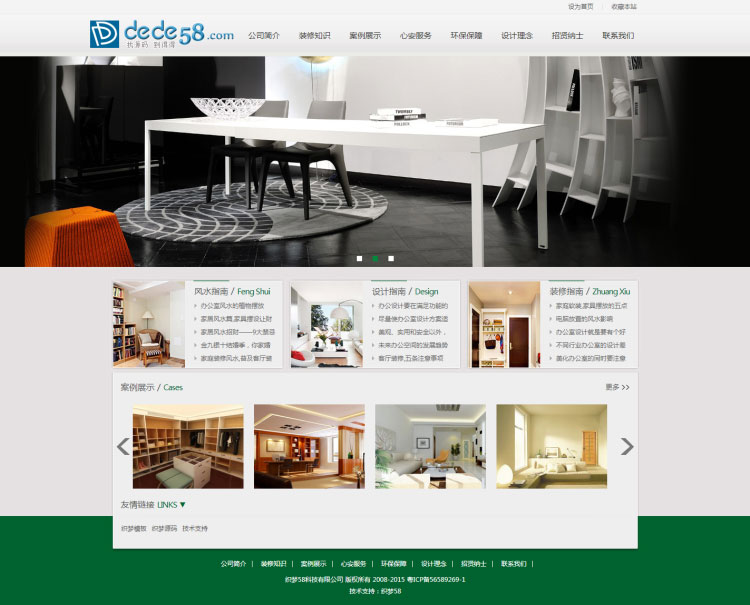 设为首页 | 收藏本站
dede58.com
找源码 到滴得
公司简介 装修知识 案例展示 心安服务 环保保障 设计理念 招贤纳士 联系我们
风水指南 / Feng Shui
办公室风水的植物摆放
家居风水篇,家具摆设让财
家居风水招财——9大禁忌
金九银十结婚季,你家婚
家庭装修风水,普及客厅装
设计指南 / Design
办公设计要在满足功能的
尽量使办公室设计方案适
美观、实用和安全以外,
未来办公空间的发展趋势
客厅装修,五条注意事项
装修指南 / Zhuang Xiu
家庭软装,家具摆放的五点
电脑放置的风水影响
办公室设计就是要有个好
不同行业办公室的设计着
美化办公室的同时要注意
案例展示 / Cases
更多 >>
友情链接 LINKS ▼
织梦模板 织梦源码 技术支持
公司简介 | 装修知识 | 案例展示 | 心安服务 | 环保保障 | 设计理念 | 招贤纳士 | 联系我们 |
织梦58科技有限公司 版权所有 2008-2015 粤ICP备56589269-1
技术支持:织梦58